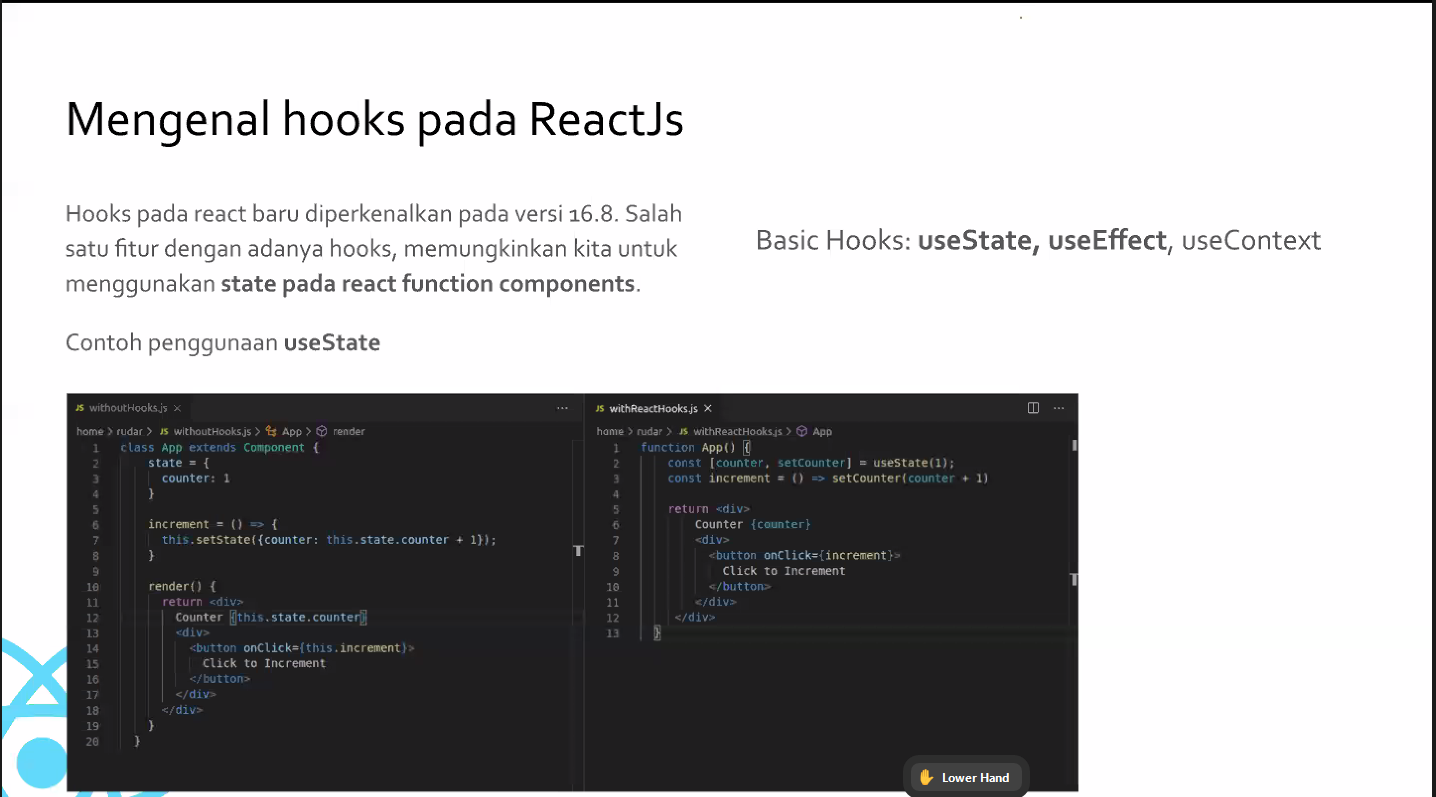 Mengenal hooks pada ReactJs
Hooks pada react baru diperkenalkan pada versi 16.8. Salah
satu fitur dengan adanya hooks, memungkinkan kita untuk
menggunakan state pada react function components.
Contoh penggunaan useState
Basic Hooks: useState, useEffect, useContext
JS withoutHooks.js × ···
home > rudar > JS withoutHooks.js > App > render
1 class App extends Component {
2 state = {
3 counter: 1
4 }
5
6 increment = () => {
7 this.setState({counter: this.state.counter + 1});
8 }
9
10 render() {
11 return <div>
12 Counter {this.state.counter}
13 <div>
14 <button onClick={this.increment}>
15 Click to Increment
16 </button>
17 </div>
18 </div>
19 }
20 }
JS withReactHooks.js × ···
home > rudar > JS withReactHooks.js > App
1 function App() {
2 const [counter, setCounter] = useState(1);
3 const increment = () => setCounter(counter + 1)
4
5 return <div>
6 Counter {counter}
7 <div>
8 <button onClick={increment}>
9 Click to Increment
10 </button>
11 </div>
12 </div>
13 }
Lower Hand